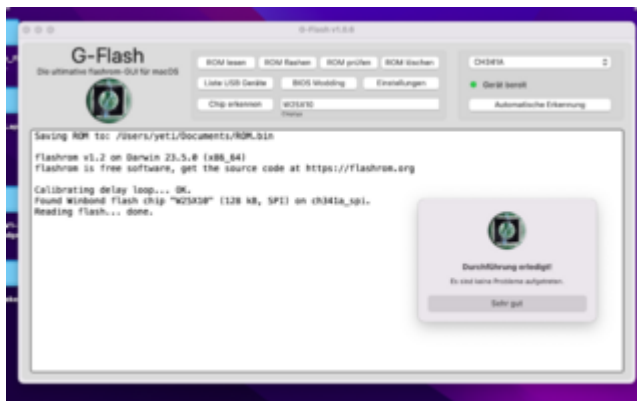 G-Flash v1.0.0
G-Flash
Die ultimative flashrom-GUI für macOS
ROM lesen
ROM flashen
ROM prüfen
ROM löschen
CH341A
Liste USB Geräte
BIOS Modding
Einstellungen
Gerät bereit
Chip erkennen
W25X10
Chiptyp
Automatische Erkennung
Saving ROM to: /Users/yeti/Documents/ROM.bin
flashrom v1.2 on Darwin 23.5.0 (x86_64)
flashrom is free software, get the source code at https://flashrom.org
Calibrating delay loop... OK.
Found Winbond flash chip "W25X10" (128 kB, SPI) on ch341a_spi.
Reading flash... done.
Durchführung erledigt!
Es sind keine Probleme aufgetreten.
Sehr gut